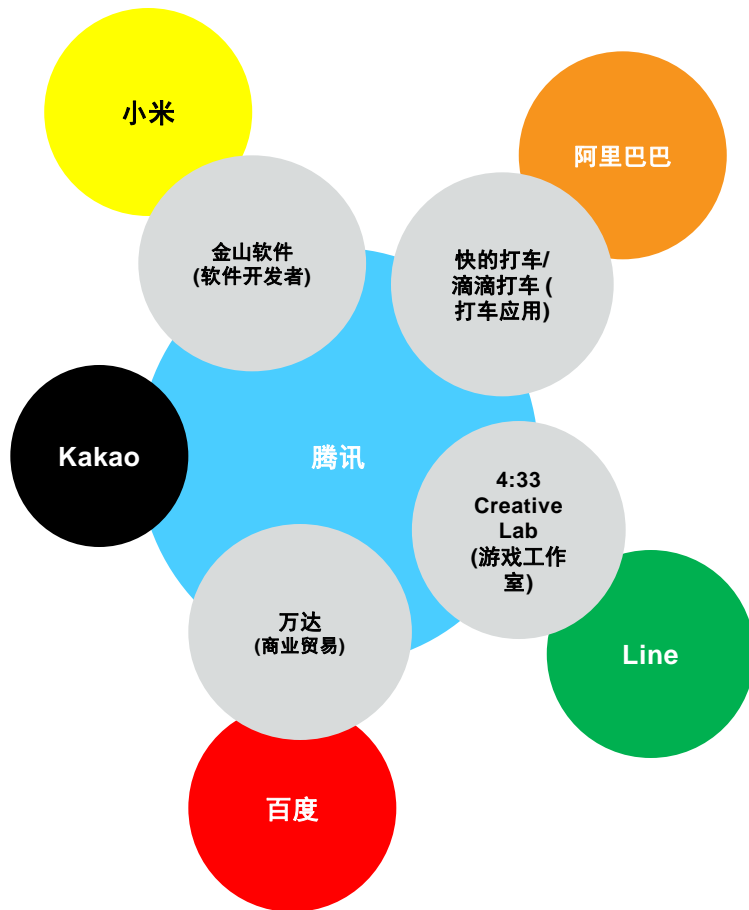 小米
阿里巴巴
金山软件
(软件开发者)
快的打车/
滴滴打车 (
打车应用)
Kakao
腾讯
4:33
Creative
Lab
(游戏工作
室)
万达
(商业贸易)
Line
百度